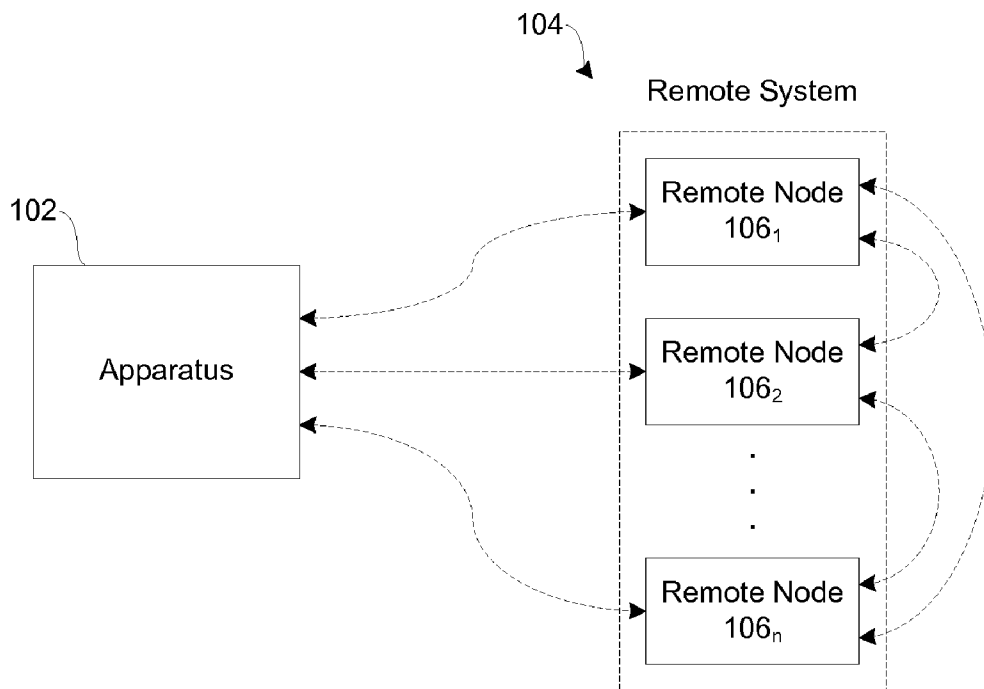 104
Remote System
Remote Node
106₁
102
Apparatus
Remote Node
106₂
Remote Node
106ₙ